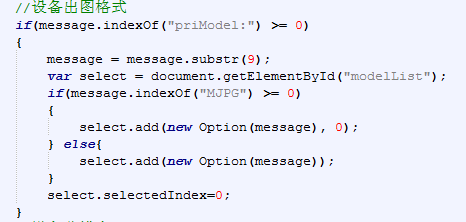 //设备出图格式
if(message.indexOf("priModel:") >= 0)
{
message = message.substr(9);
var select = document.getElementById("modelList");
if(message.indexOf("MJPG") >= 0)
{
select.add(new Option(message), 0);
} else{
select.add(new Option(message));
}
select.selectedIndex=0;
}